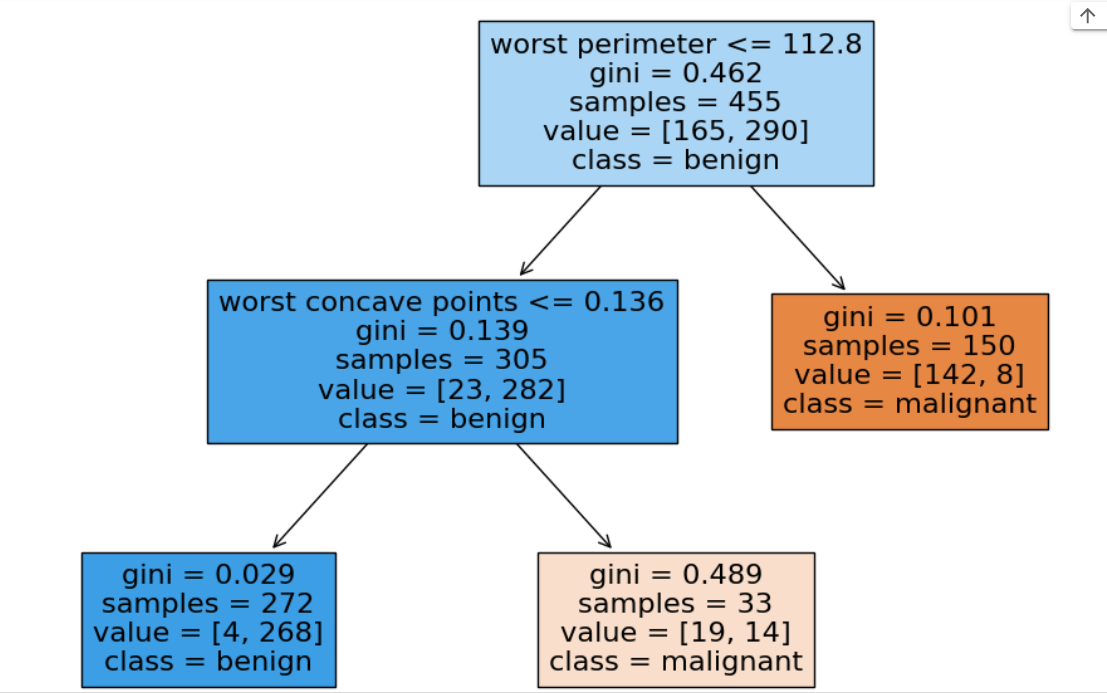 worst perimeter <= 112.8
gini = 0.462
samples = 455
value = [165, 290]
class = benign
worst concave points <= 0.136
gini = 0.139
samples = 305
value = [23, 282]
class = benign
gini = 0.101
samples = 150
value = [142, 8]
class = malignant
gini = 0.029
samples = 272
value = [4, 268]
class = benign
gini = 0.489
samples = 33
value = [19, 14]
class = malignant